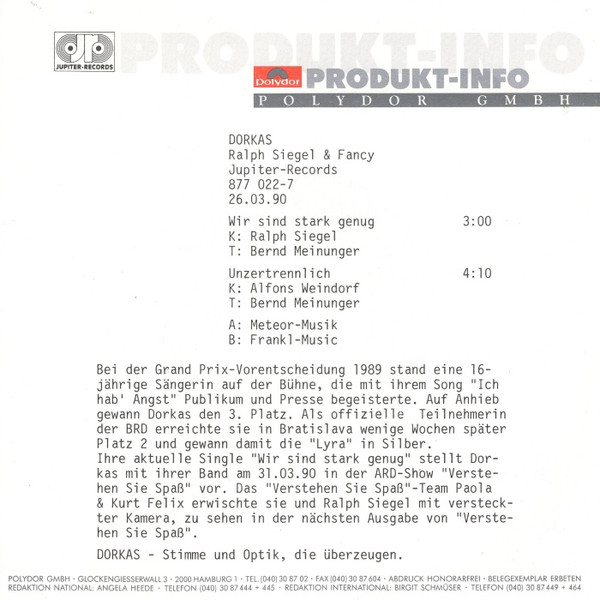 PRODUKT-INFO
JUPITER-RECORDS
Polydor PRODUKT-INFO
POLYDOR GMBH
DORKAS
Ralph Siegel & Fancy
Jupiter-Records
877 022-7
26.03.90
Wir sind stark genug 3:00
K: Ralph Siegel
T: Bernd Meinunger
Unzertrennlich 4:10
K: Alfons Weindorf
T: Bernd Meinunger
A: Meteor-Musik
B: Frankl-Music
Bei der Grand Prix-Vorentscheidung 1989 stand eine 16-
jährige Sängerin auf der Bühne, die mit ihrem Song "Ich
hab' Angst" Publikum und Presse begeisterte. Auf Anhieb
gewann Dorkas den 3. Platz. Als offizielle Teilnehmerin
der BRD erreichte sie in Bratislava wenige Wochen später
Platz 2 und gewann damit die "Lyra" in Silber.
Ihre aktuelle Single "Wir sind stark genug" stellt Dor-
kas mit ihrer Band am 31.03.90 in der ARD-Show "Verste-
hen Sie Spaß" vor. Das "Verstehen Sie Spaß"-Team Paola
& Kurt Felix erwischte sie und Ralph Siegel mit versteck-
ter Kamera, zu sehen in der nächsten Ausgabe von "Verste-
hen Sie Spaß".
DORKAS - Stimme und Optik, die überzeugen.
POLYDOR GMBH · GLOCKENGIESSERWALL 3 · 2000 HAMBURG 1 · TEL. (040) 30 87 02 · FAX (040) 30 87 604 · ABDRUCK HONORARFREI · BELEGEXEMPLAR ERBETEN
REDAKTION NATIONAL: ANGELA HEEDE · TELEFON (040) 30 87 444 + 445 · REDAKTION INTERNATIONAL: BIRGIT SCHMÜSER · TELEFON (040) 30 87 449 + 464